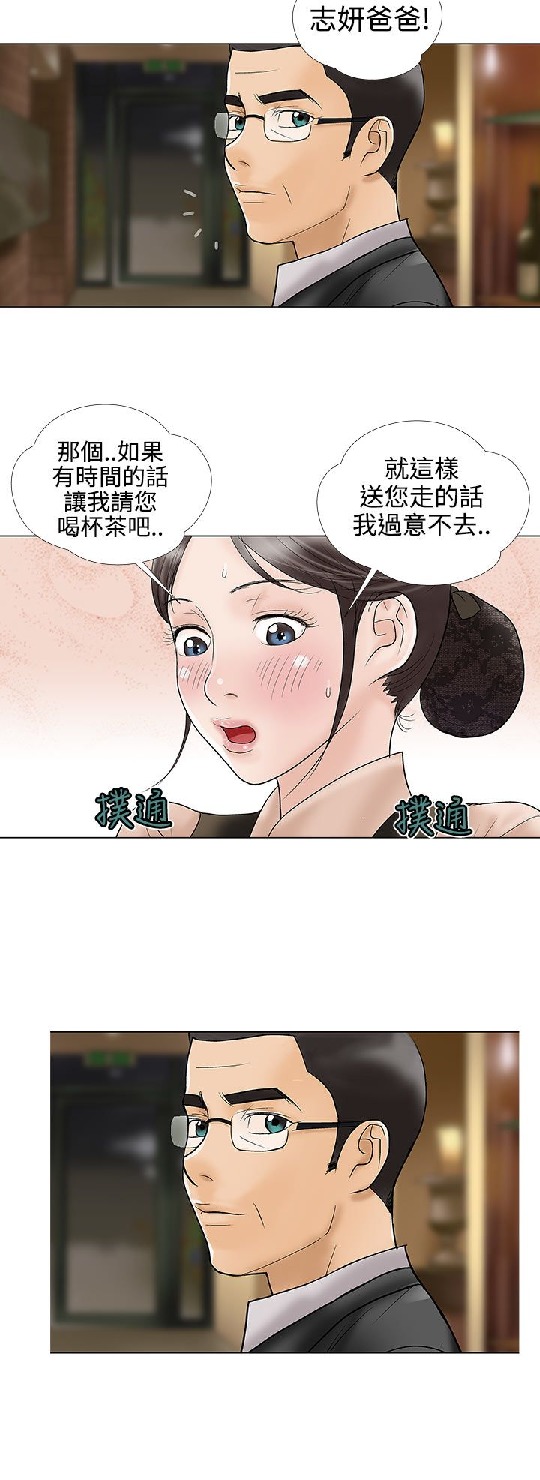 志妍爸爸!
那個..如果
有時間的話
讓我請您
喝杯茶吧..
就這樣
送您走的話
我過意不去..
撲通
撲通